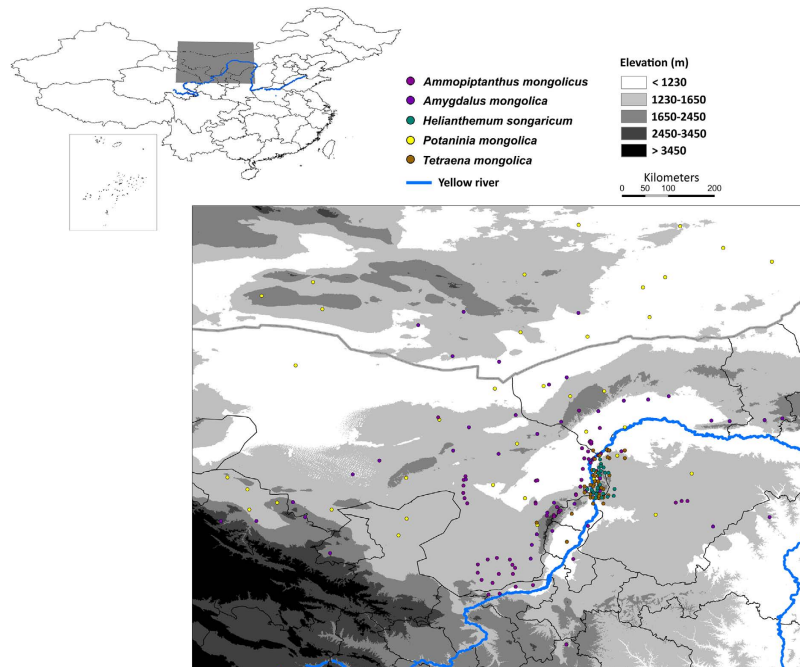 Ammopiptanthus mongolicus
Amygdalus mongolica
Helianthemum songaricum
Potaninia mongolica
Tetraena mongolica
Yellow river
Elevation (m)
< 1230
1230-1650
1650-2450
2450-3450
> 3450
Kilometers
0 50 100 200